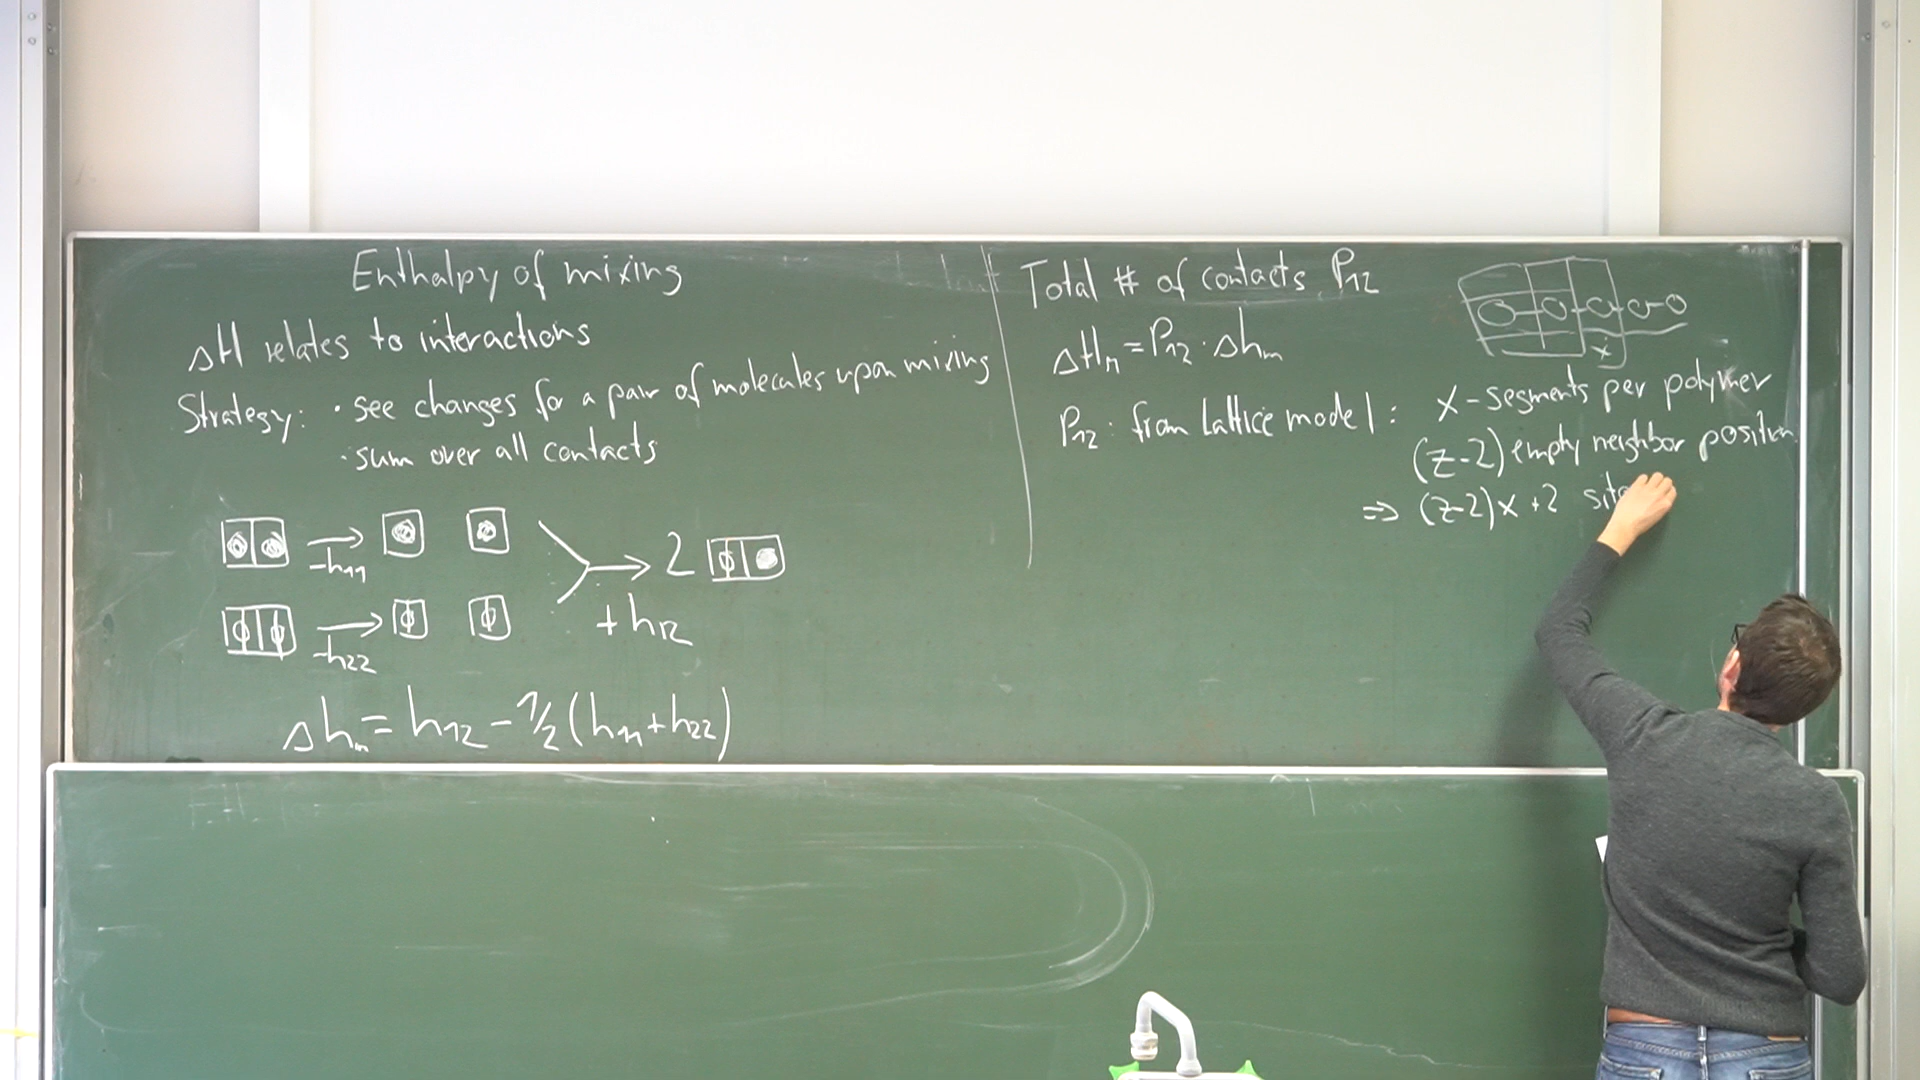 Enthalpy of mixing
ΔH relates to interactions
Strategy: · see changes for a pair of molecules upon mixing
· sum over all contacts
-h11
2
-h22
+h12
Δhm = h12 - 1/2 (h11 + h22)
Total # of contacts P12
ΔHm = P12 · Δhm
P12: from Lattice model:
x
x - segments per polymer
(z-2) empty neighbor position
⇒ (z-2)x + 2